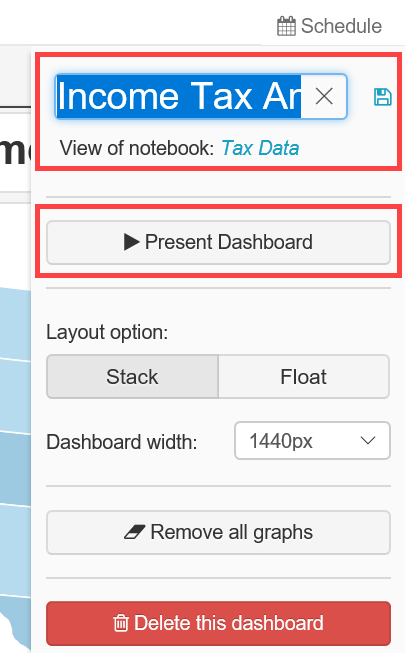 Schedule
Income Tax Ar
View of notebook: Tax Data
Present Dashboard
Layout option:
Stack
Float
Dashboard width:
1440px
Remove all graphs
Delete this dashboard